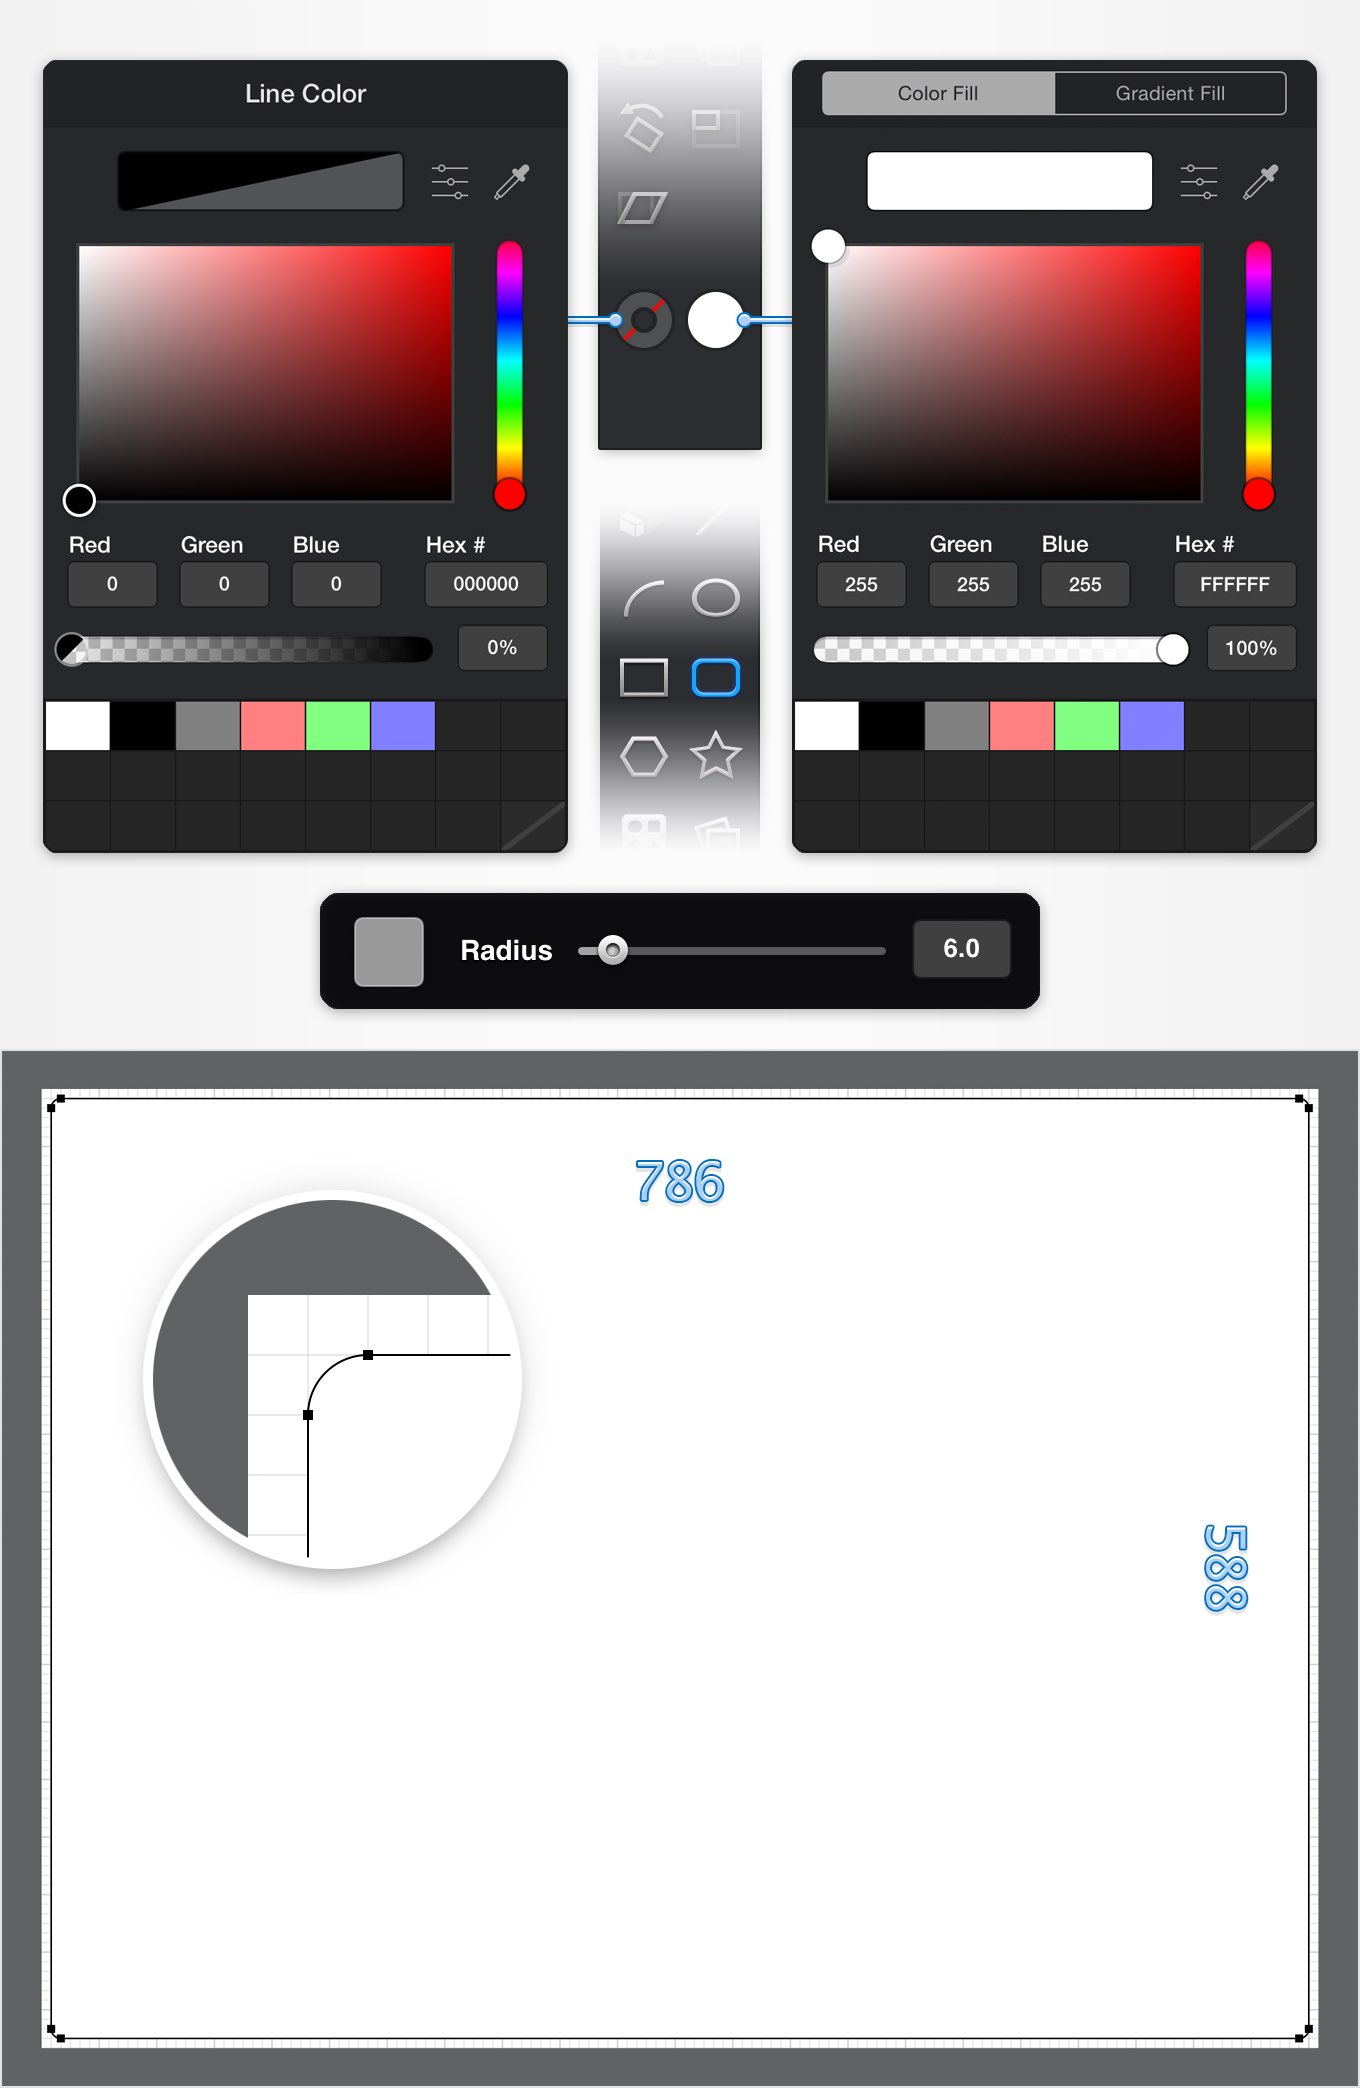 Line Color
Red Green Blue Hex #
0 0 0 000000
0%
Color Fill Gradient Fill
Red Green Blue Hex #
255 255 255 FFFFFF
100%
Radius 6.0
786
588